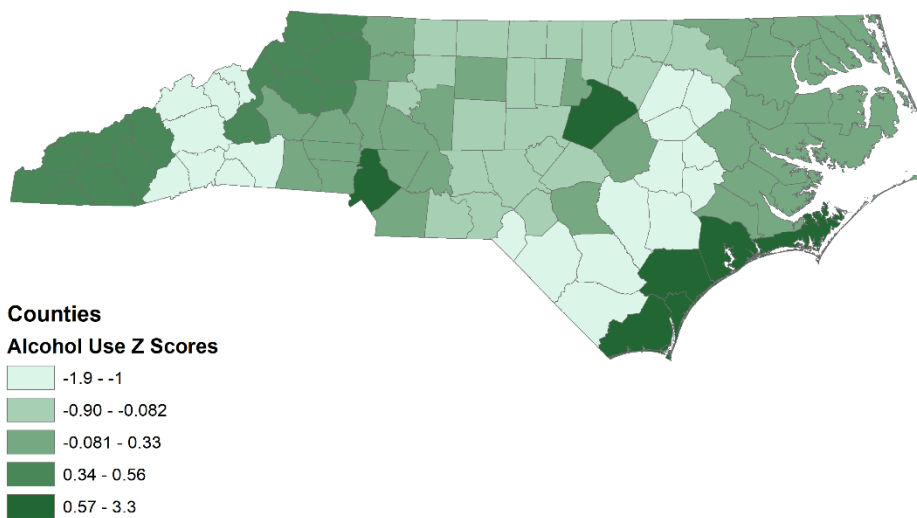 Counties
Alcohol Use Z Scores
-1.9 - -1
-0.90 - -0.082
-0.081 - 0.33
0.34 - 0.56
0.57 - 3.3